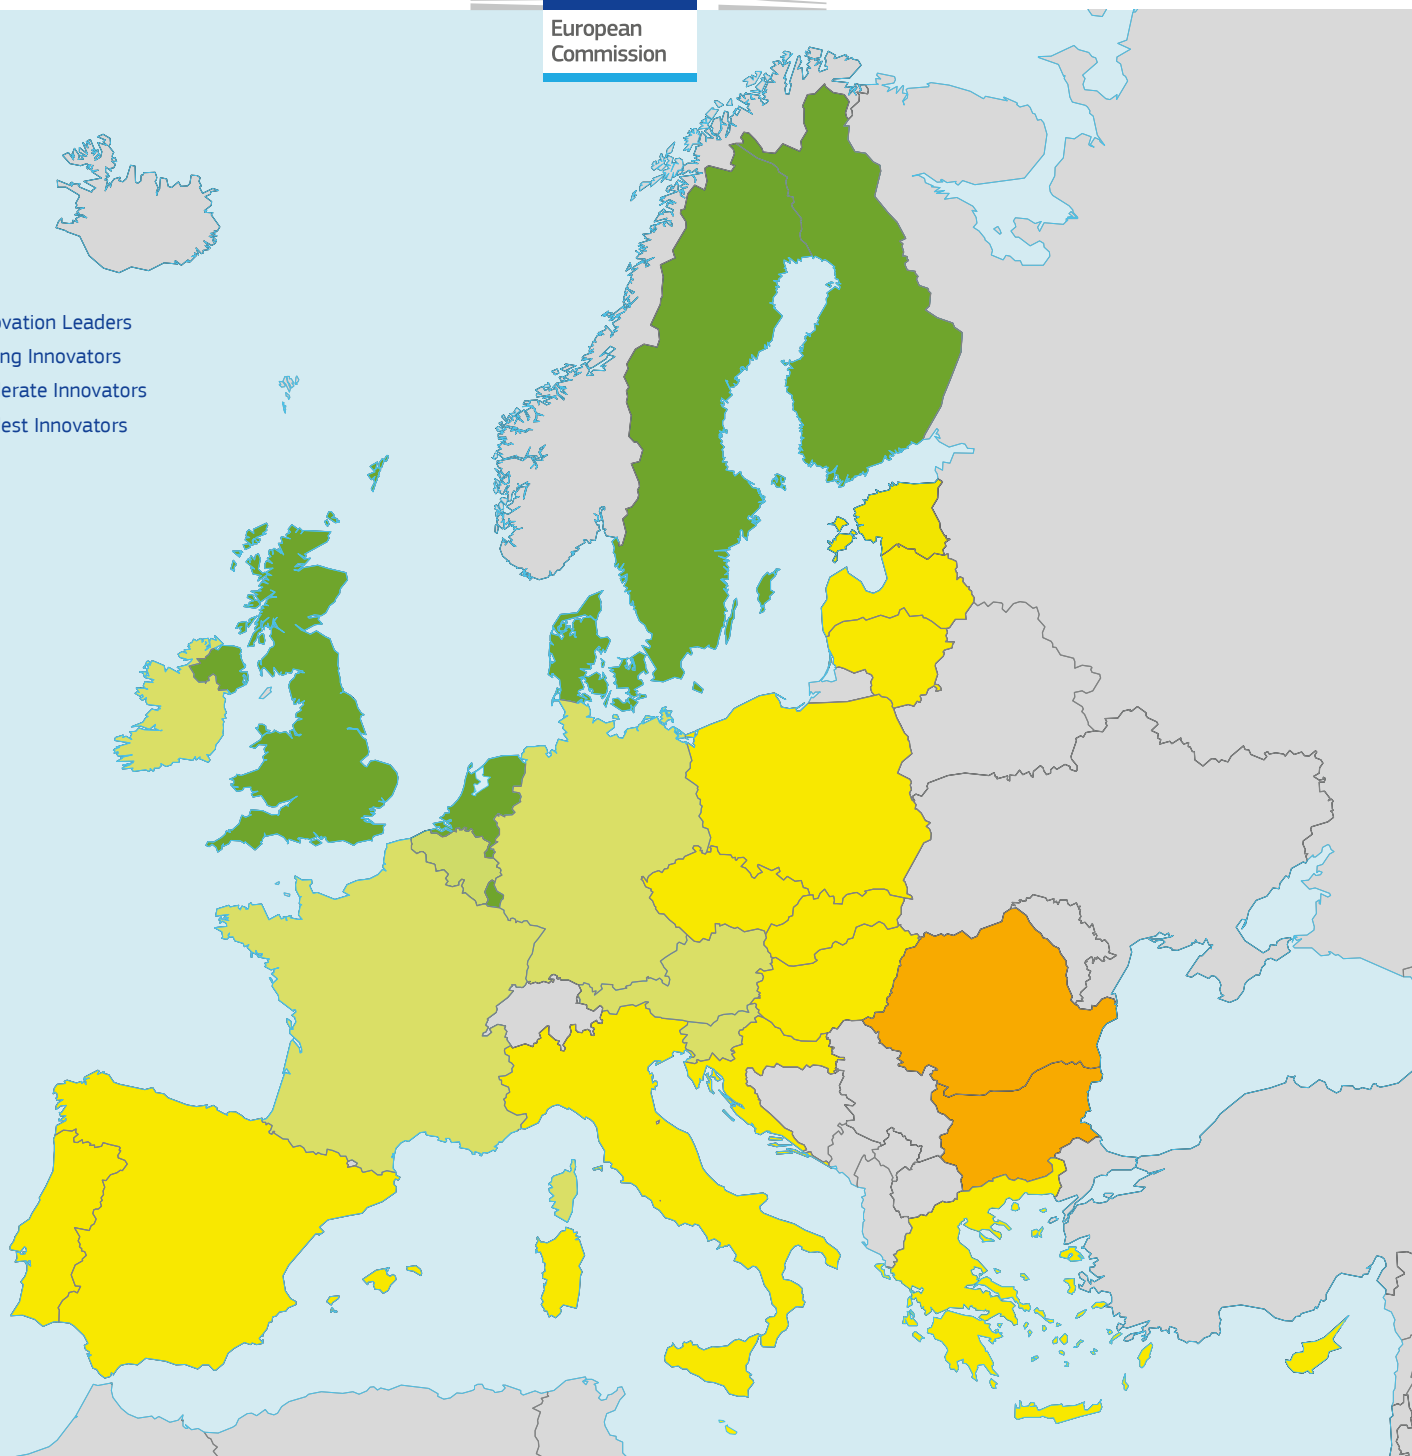 European
Commission
ovation Leaders
ng Innovators
erate Innovators
est Innovators